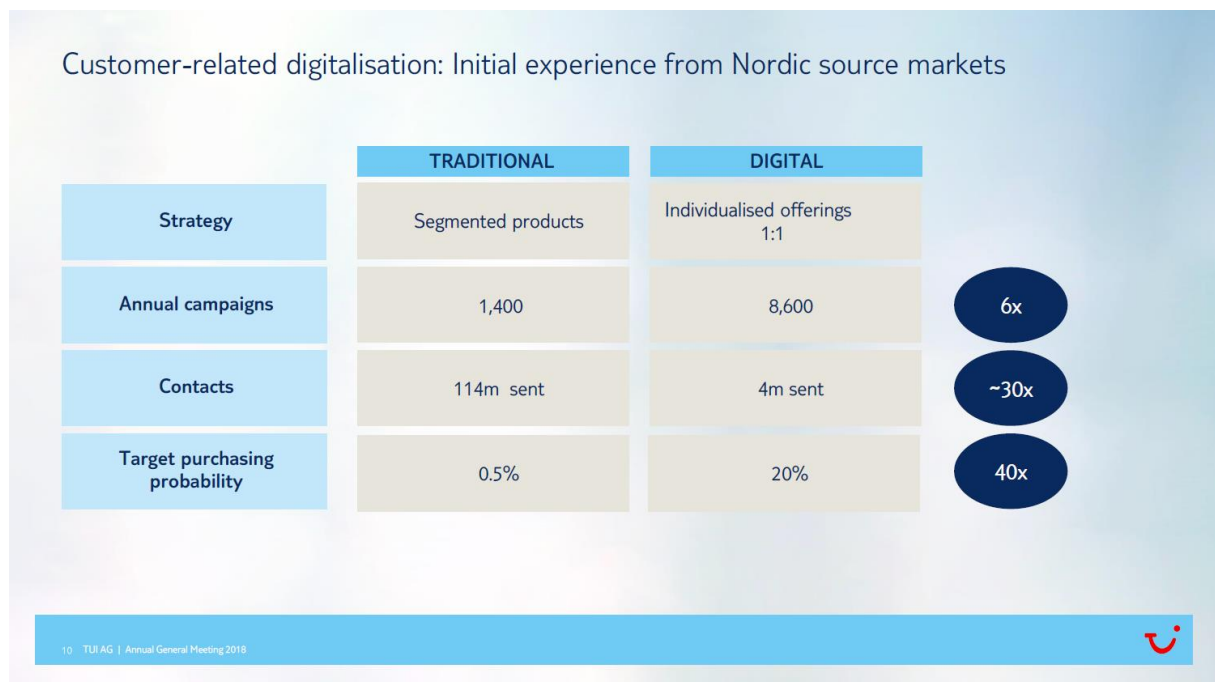 Customer-related digitalisation: Initial experience from Nordic source markets
TRADITIONAL
DIGITAL
Strategy
Segmented products
Individualised offerings
1:1
Annual campaigns
1,400
8,600
6x
Contacts
114m sent
4m sent
~30x
Target purchasing
probability
0.5%
20%
40x
10 TUI AG | Annual General Meeting 2018